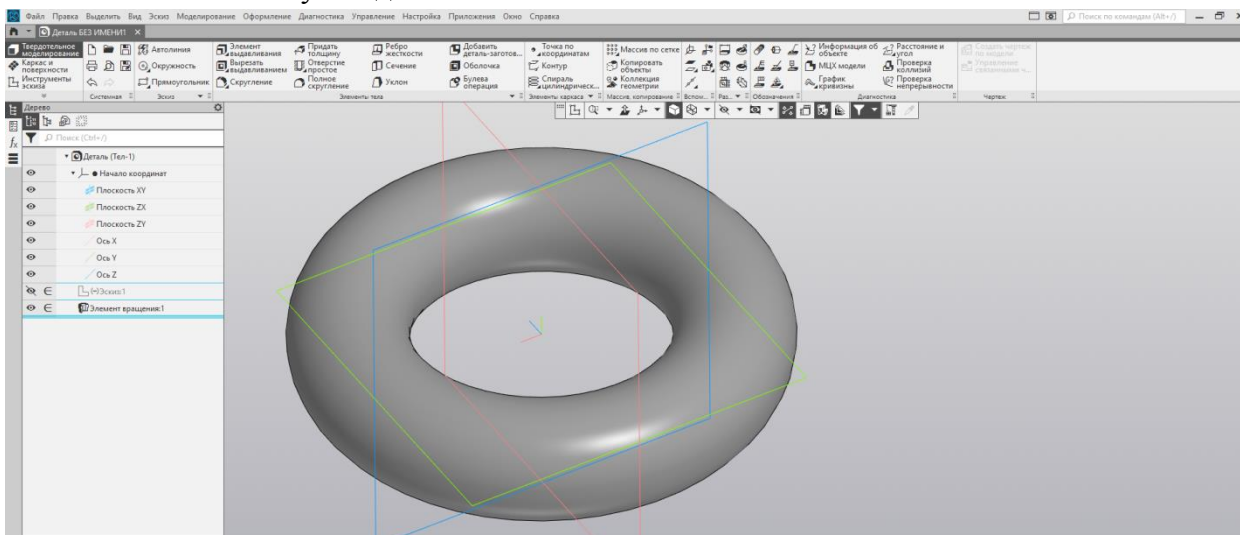 Файл Правка Выделить Вид Эскиз Моделирование Оформление Диагностика Управление Настройка Приложения Окно Справка
Поиск по командам (Alt+/)
Деталь БЕЗ ИМЕНИ1
Твердотельное моделирование
Каркас и поверхности
Инструменты эскиза
Автолиния
Окружность
Прямоугольник
Элемент выдавливания
Вырезать выдавливанием
Скругление
Придать толщину
Отверстие простое
Полное скругление
Ребро жесткости
Сечение
Уклон
Добавить деталь-заготов...
Оболочка
Булева операция
Точка по координатам
Контур
Спираль цилиндрическ...
Массив по сетке
Копировать объекты
Коллекция геометрии
Информация об объекте
МЦХ модели
График кривизны
Расстояние и угол
Проверка коллизий
Проверка непрерывности
Создать чертеж по модели
Управление
Системная
Эскиз
Элементы тела
Элементы каркаса
Массив, копирование
Вспом...
Раз...
Обозначения
Диагностика
Чертеж
Дерево
Поиск (Ctrl+/)
Деталь (Тел-1)
Начало координат
Плоскость XY
Плоскость ZX
Плоскость ZY
Ось X
Ось Y
Ось Z
(+)Эскиз:1
Элемент вращения:1